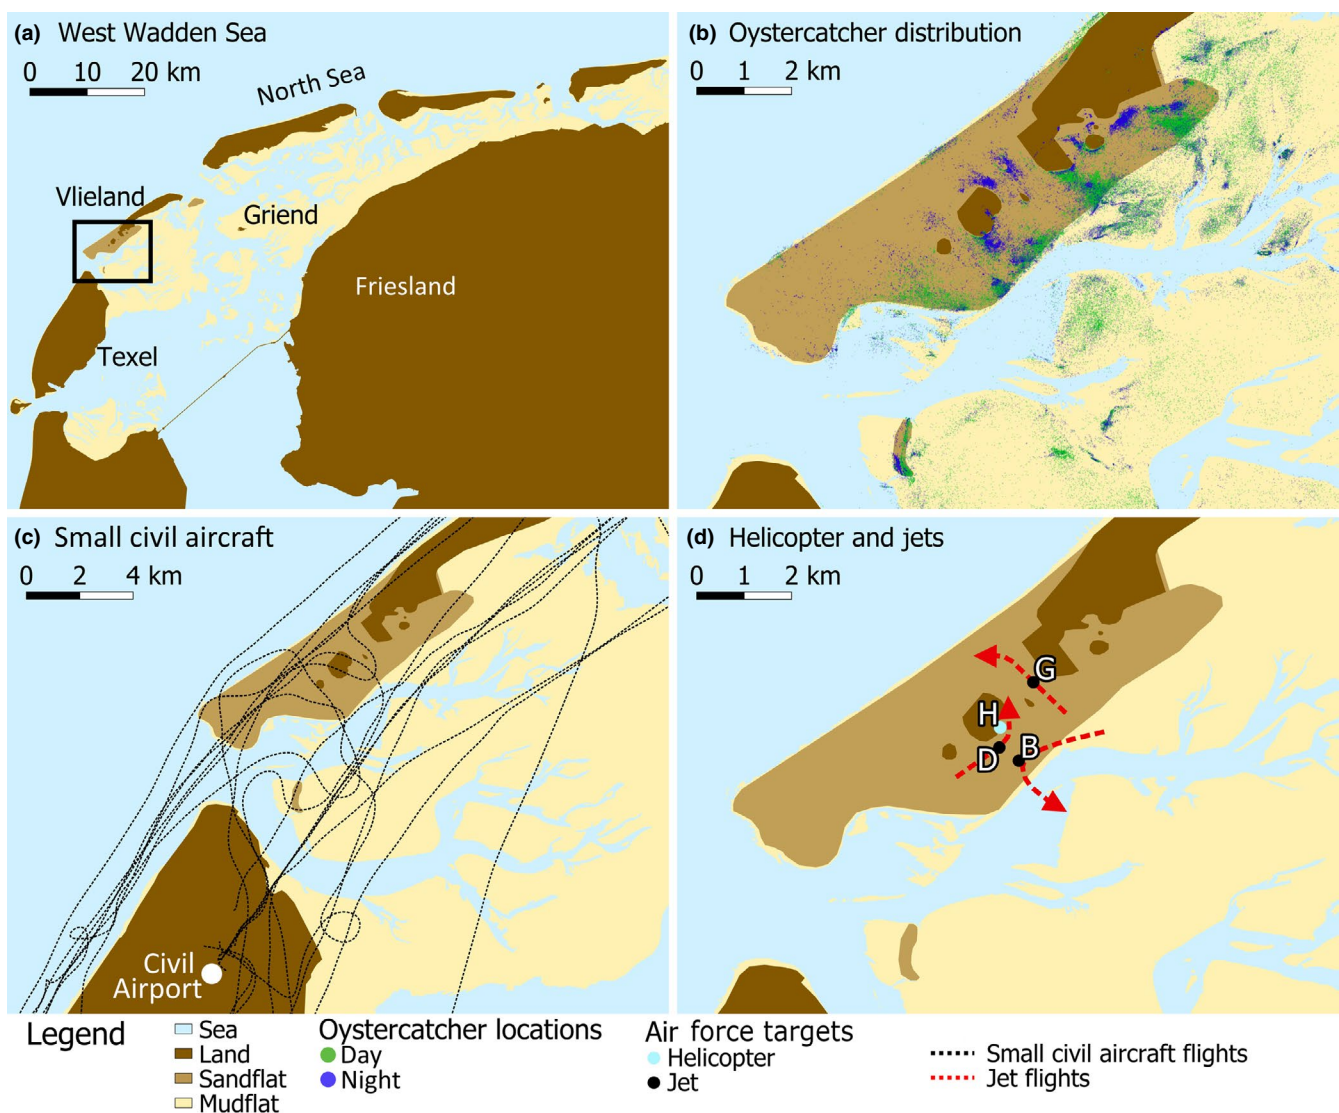 (a) West Wadden Sea
0 10 20 km
North Sea
Vlieland
Griend
Friesland
Texel
(b) Oystercatcher distribution
0 1 2 km
(c) Small civil aircraft
0 2 4 km
Civil
Airport
(d) Helicopter and jets
0 1 2 km
G
H
D
B
Legend
Sea
Land
Sandflat
Mudflat
Oystercatcher locations
Day
Night
Air force targets
Helicopter
Jet
Small civil aircraft flights
Jet flights